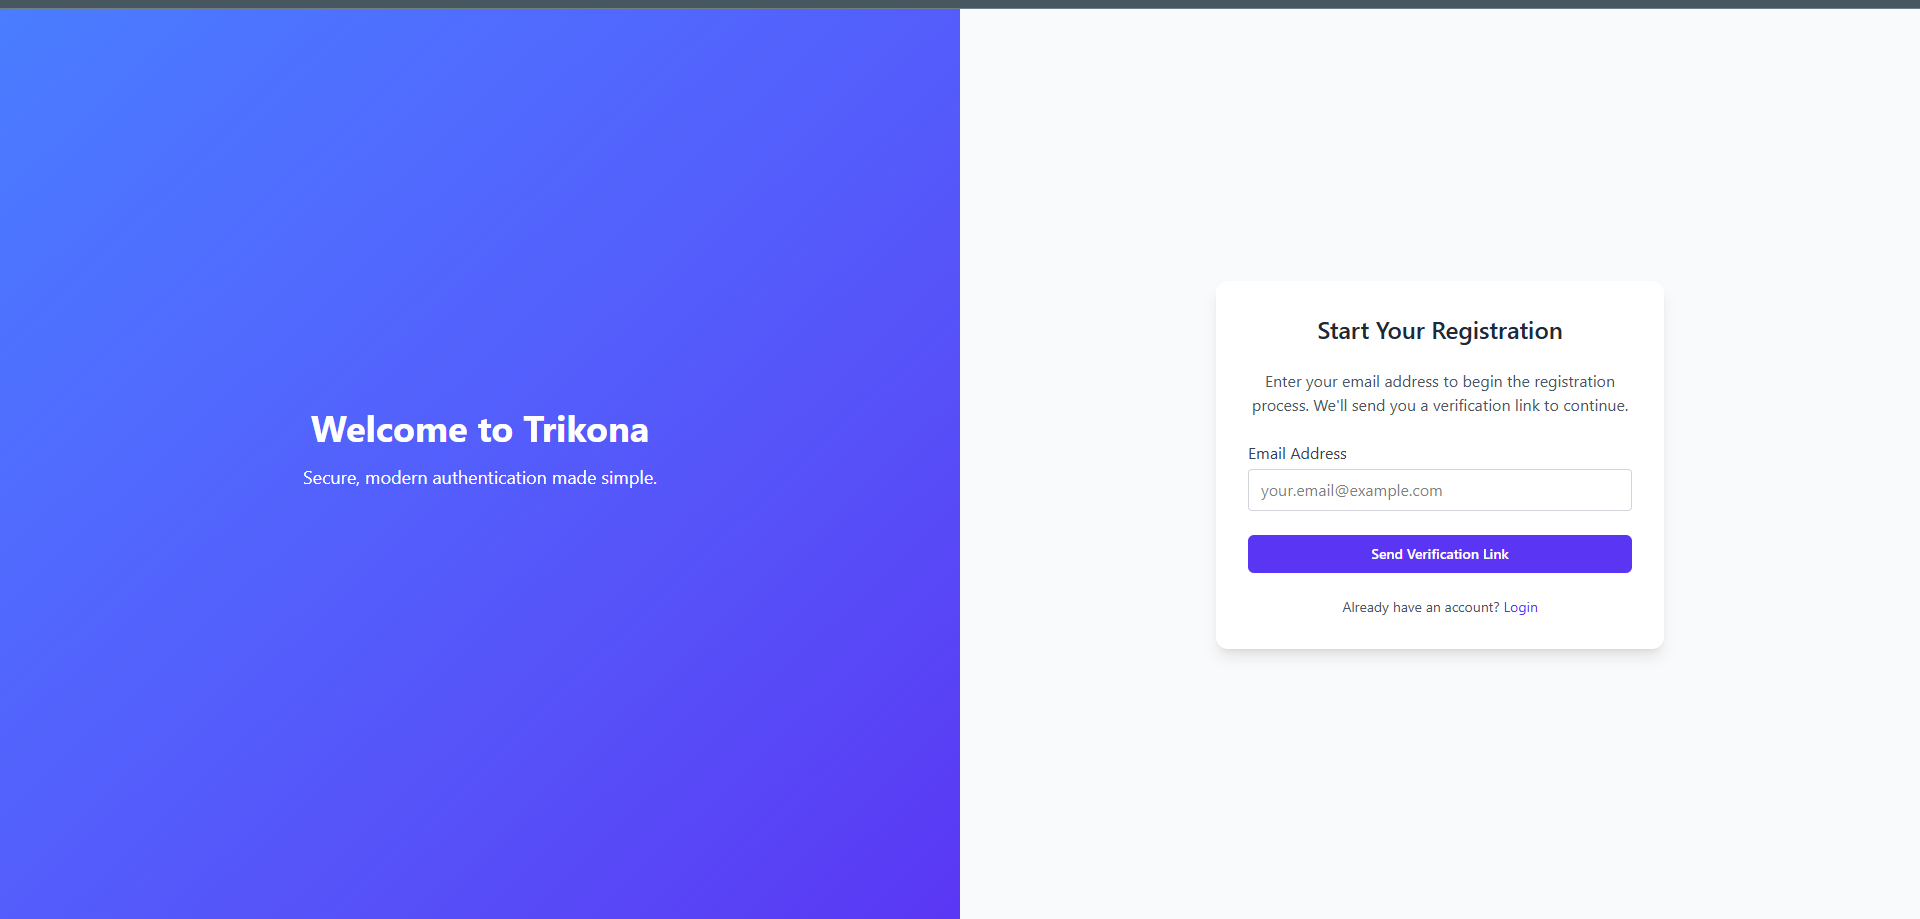 Welcome to Trikona
Secure, modern authentication made simple.
Start Your Registration
Enter your email address to begin the registration
process. We'll send you a verification link to continue.
Email Address
your.email@example.com
Send Verification Link
Already have an account? Login